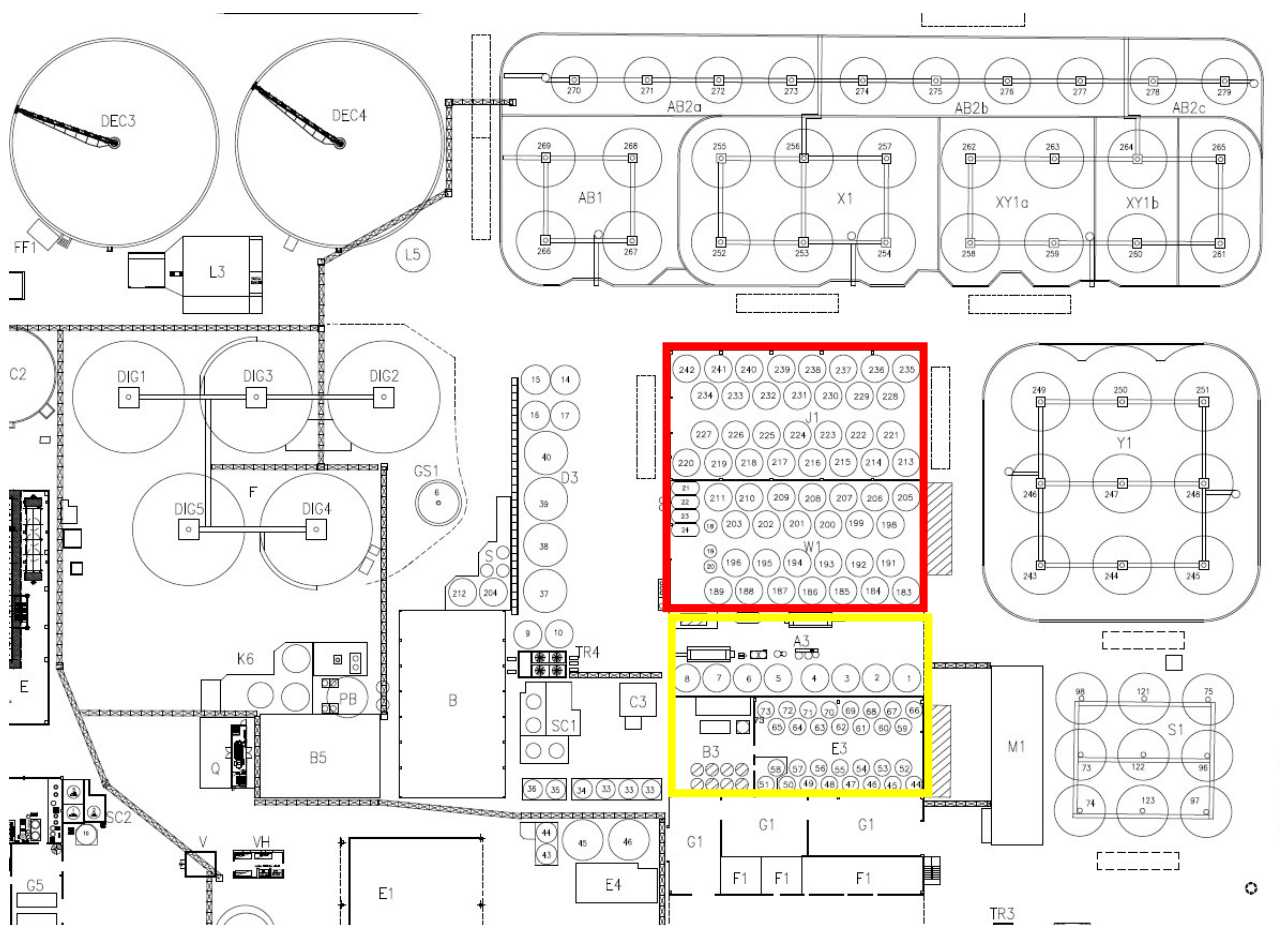 270 271 272 273 274 275 276 277 278 279
AB2a AB2b AB2c
DEC3 DEC4
269 268 255 256 257 262 263 264 265
AB1 X1 XY1a XY1b
266 267 252 253 254 258 259 260 261
FF1 L3 L5
C2 DIG1 DIG3 DIG2
15 14
16 17
40
D3
39
38
37
GS1
6
F
DIG5 DIG4
S
212 204
242 241 240 239 238 237 236 235
234 233 232 231 230 229 228
J1
227 226 225 224 223 222 221
220 219 218 217 216 215 214 213
21
22
23
24
211 210 209 208 207 206 205
18 203 202 201 200 199 198
W1
19
20
196 195 194 193 192 191
189 188 187 186 185 184 183
249 250 251
Y1
246 247 248
243 244 245
9 10
TR4
A3
8 7 6 5 4 3 2 1
K6
PB
B
SC1
C3
E
Q
B5
73 72 71 70 69 68 67 66
73 65 64 63 62 61 60 59
B3 E3
58 57 56 55 54 53 52
51 50 49 48 47 46 45 44
M1
98 121 75
S1
73 122 96
74 123 97
36 35 34 33 33 33
SC2
10
V VH
44
43
45 46
E4
E1
G5
G1 G1 G1
F1 F1 F1
TR3